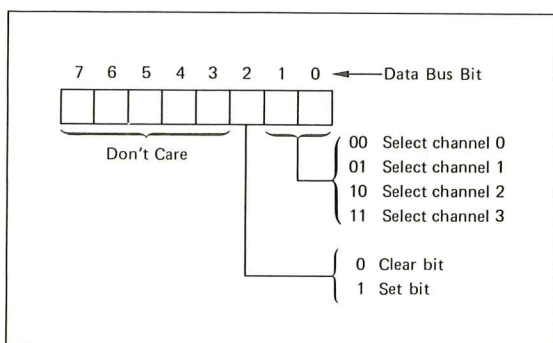 7 6 5 4 3 2 1 0 Data Bus Bit
Don't Care
00 Select channel 0
01 Select channel 1
10 Select channel 2
11 Select channel 3
0 Clear bit
1 Set bit